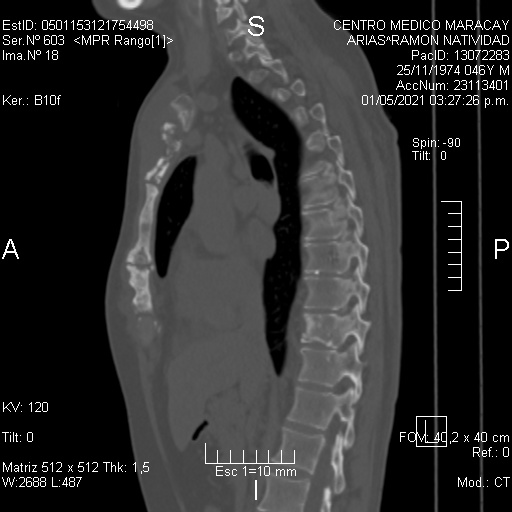 EstID: 0501153121754498
Ser.Nº 603 <MPR Rango[1]>
Ima.Nº 18
Ker.: B10f
S
CENTRO MEDICO MARACAY
ARIAS^RAMON NATIVIDAD
PacID: 13072283
25/11/1974 046Y M
AccNum: 23113401
01/05/2021 03:27:26 p.m.
Spin: -90
Tilt: 0
A
P
KV: 120
Tilt: 0
Matriz 512 x 512 Thk: 1,5
W:2688 L:487
Esc 1=10 mm
I
FOM: 40,2 x 40 cm
Ref.: 0
Mod.: CT